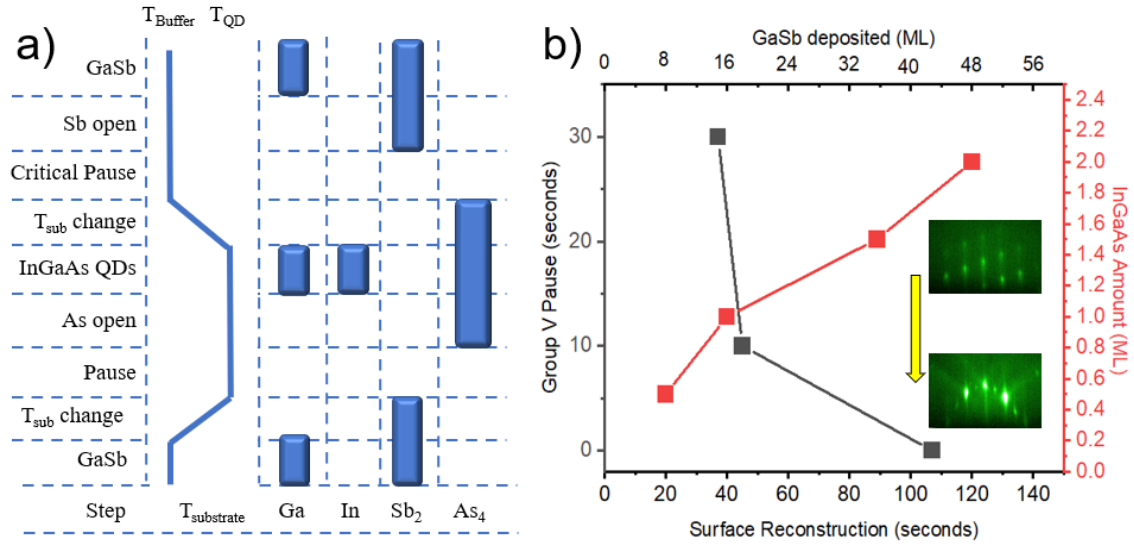 a)
T_Buffer T_QD
GaSb
Sb open
Critical Pause
T_sub change
InGaAs QDs
As open
Pause
T_sub change
GaSb
Step T_substrate Ga In Sb₂ As₄
b)
GaSb deposited (ML)
0 8 16 24 32 40 48 56
Group V Pause (seconds)
30
20
10
0
2.4
2.2
2.0
1.8
1.6
1.4
1.2
1.0
0.8
0.6
0.4
0.2
0.0
InGaAs Amount (ML)
0 20 40 60 80 100 120 140
Surface Reconstruction (seconds)